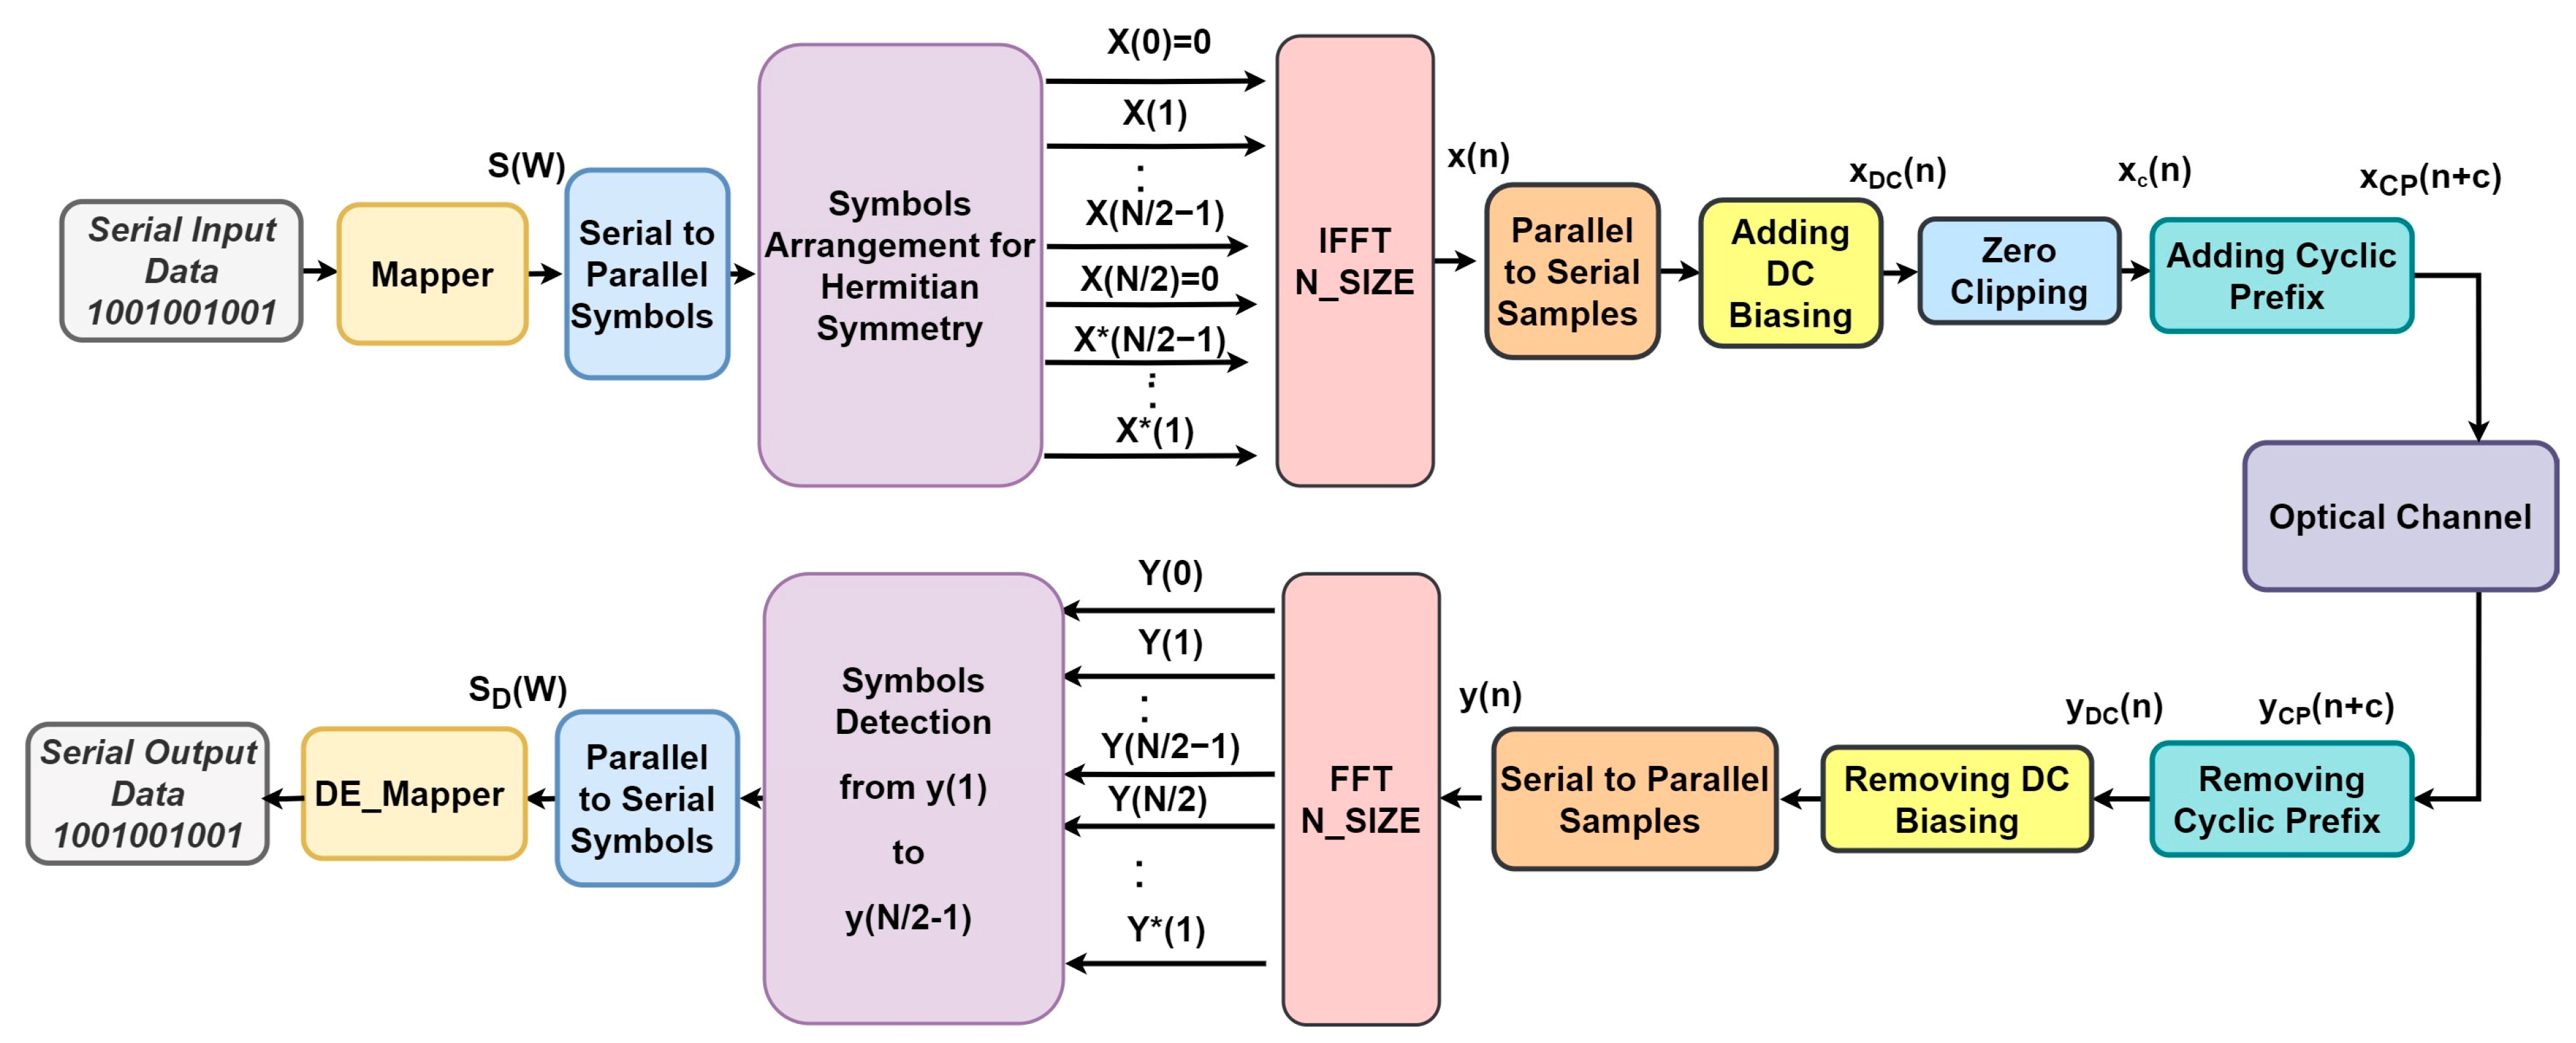 Serial Input
Data
1001001001
Mapper
S(W)
Serial to
Parallel
Symbols
Symbols
Arrangement for
Hermitian
Symmetry
X(0)=0
X(1)
:
X(N/2−1)
X(N/2)=0
X*(N/2−1)
:
X*(1)
IFFT
N_SIZE
x(n)
Parallel
to Serial
Samples
Adding
DC
Biasing
xDC(n)
Zero
Clipping
xc(n)
Adding Cyclic
Prefix
xCP(n+c)
Optical Channel
Removing
Cyclic Prefix
yCP(n+c)
Removing DC
Biasing
yDC(n)
Serial to Parallel
Samples
y(n)
FFT
N_SIZE
Y(0)
Y(1)
:
Y(N/2−1)
Y(N/2)
:
Y*(1)
Symbols
Detection
from y(1)
to
y(N/2-1)
Parallel
to Serial
Symbols
SD(W)
DE_Mapper
Serial Output
Data
1001001001